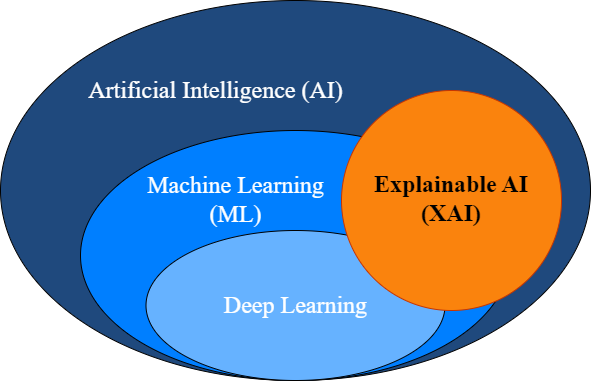 Artificial Intelligence (AI)
Machine Learning
(ML)
Explainable AI
(XAI)
Deep Learning